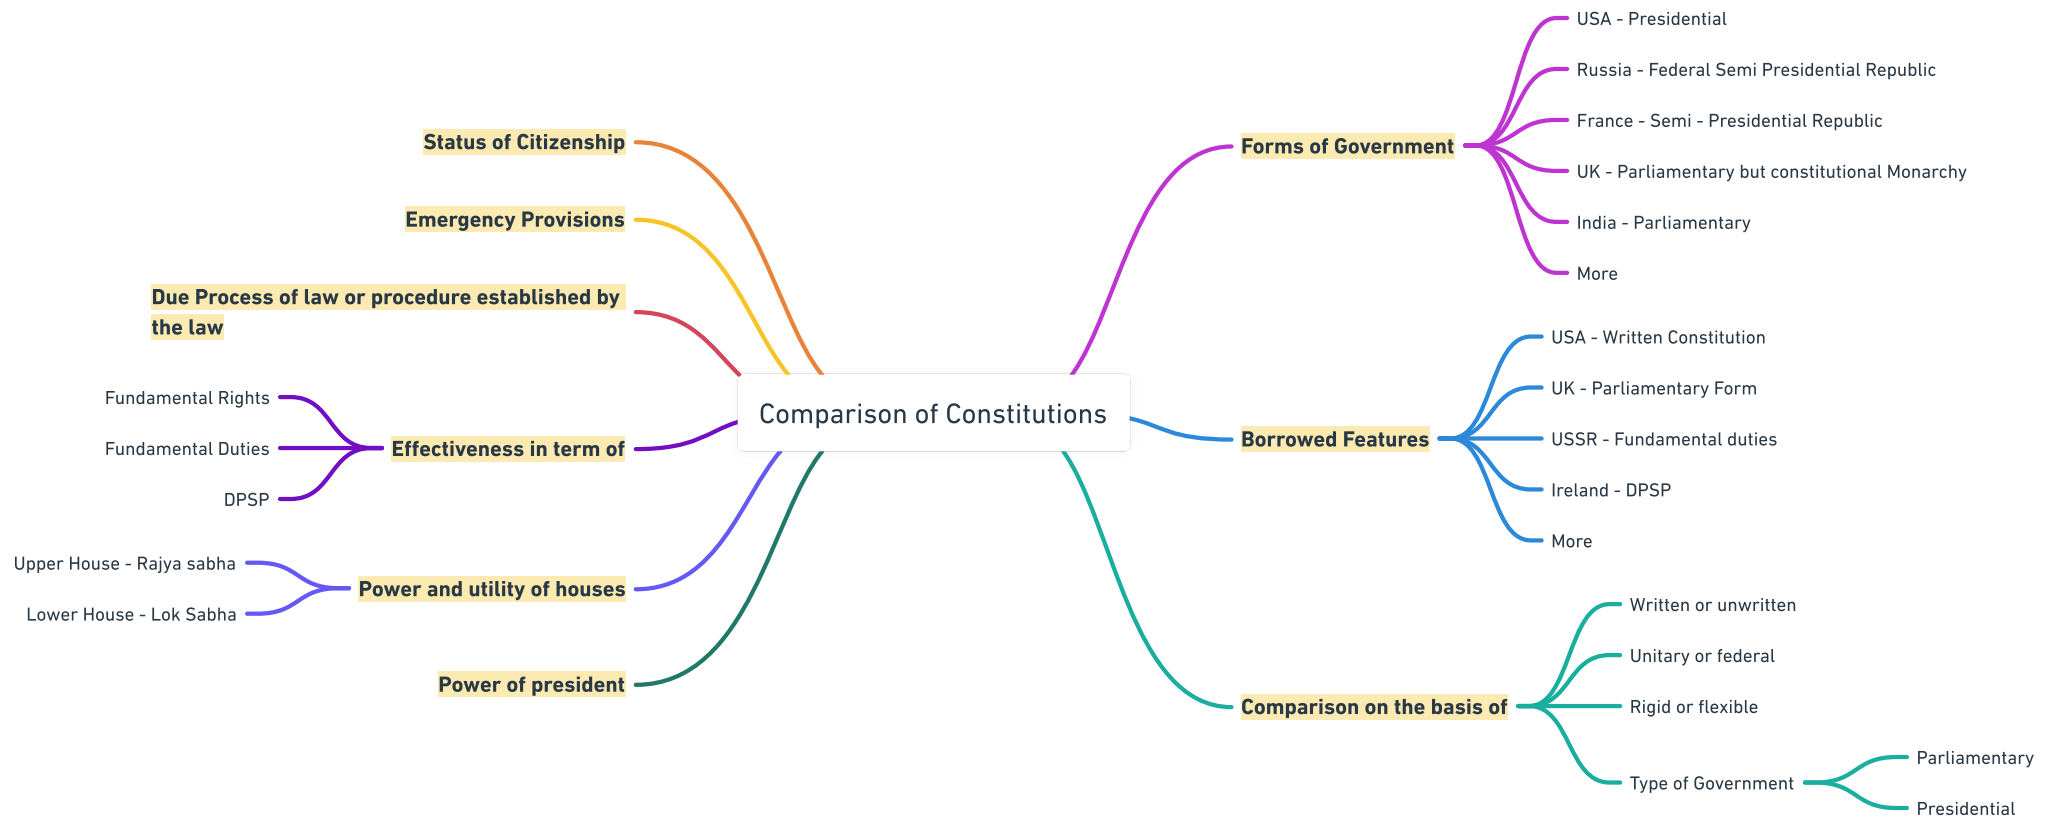 Comparison of Constitutions
Forms of Government
USA - Presidential
Russia - Federal Semi Presidential Republic
France - Semi - Presidential Republic
UK - Parliamentary but constitutional Monarchy
India - Parliamentary
More
Borrowed Features
USA - Written Constitution
UK - Parliamentary Form
USSR - Fundamental duties
Ireland - DPSP
More
Comparison on the basis of
Written or unwritten
Unitary or federal
Rigid or flexible
Type of Government
Parliamentary
Presidential
Status of Citizenship
Emergency Provisions
Due Process of law or procedure established by
the law
Effectiveness in term of
Fundamental Rights
Fundamental Duties
DPSP
Power and utility of houses
Upper House - Rajya sabha
Lower House - Lok Sabha
Power of president